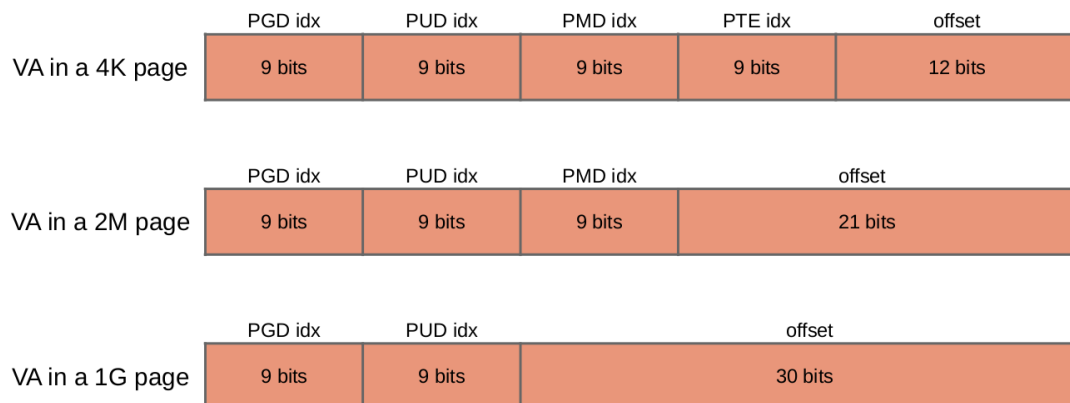 PGD idx PUD idx PMD idx PTE idx offset
VA in a 4K page 9 bits 9 bits 9 bits 9 bits 12 bits
PGD idx PUD idx PMD idx offset
VA in a 2M page 9 bits 9 bits 9 bits 21 bits
PGD idx PUD idx offset
VA in a 1G page 9 bits 9 bits 30 bits